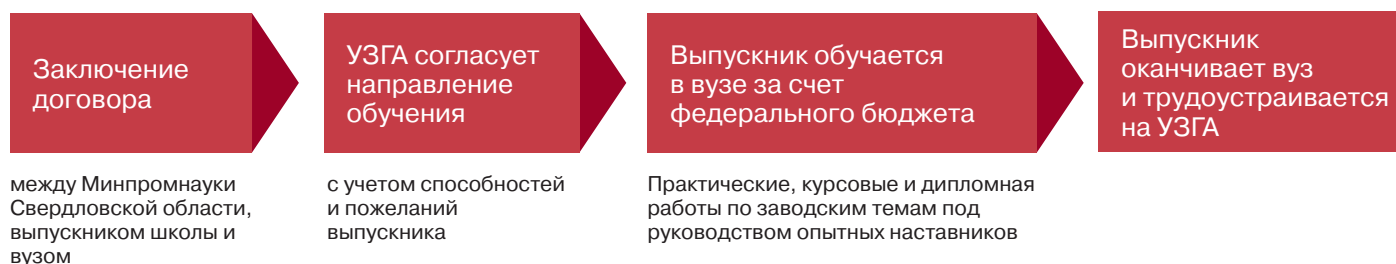 Заключение
договора
между Минпромнауки
Свердловской области,
выпускником школы и
вузом
УЗГА согласует
направление
обучения
с учетом способностей
и пожеланий
выпускника
Выпускник обучается
в вузе за счет
федерального бюджета
Практические, курсовые и дипломная
работы по заводским темам под
руководством опытных наставников
Выпускник
оканчивает вуз
и трудоустраивается
на УЗГА